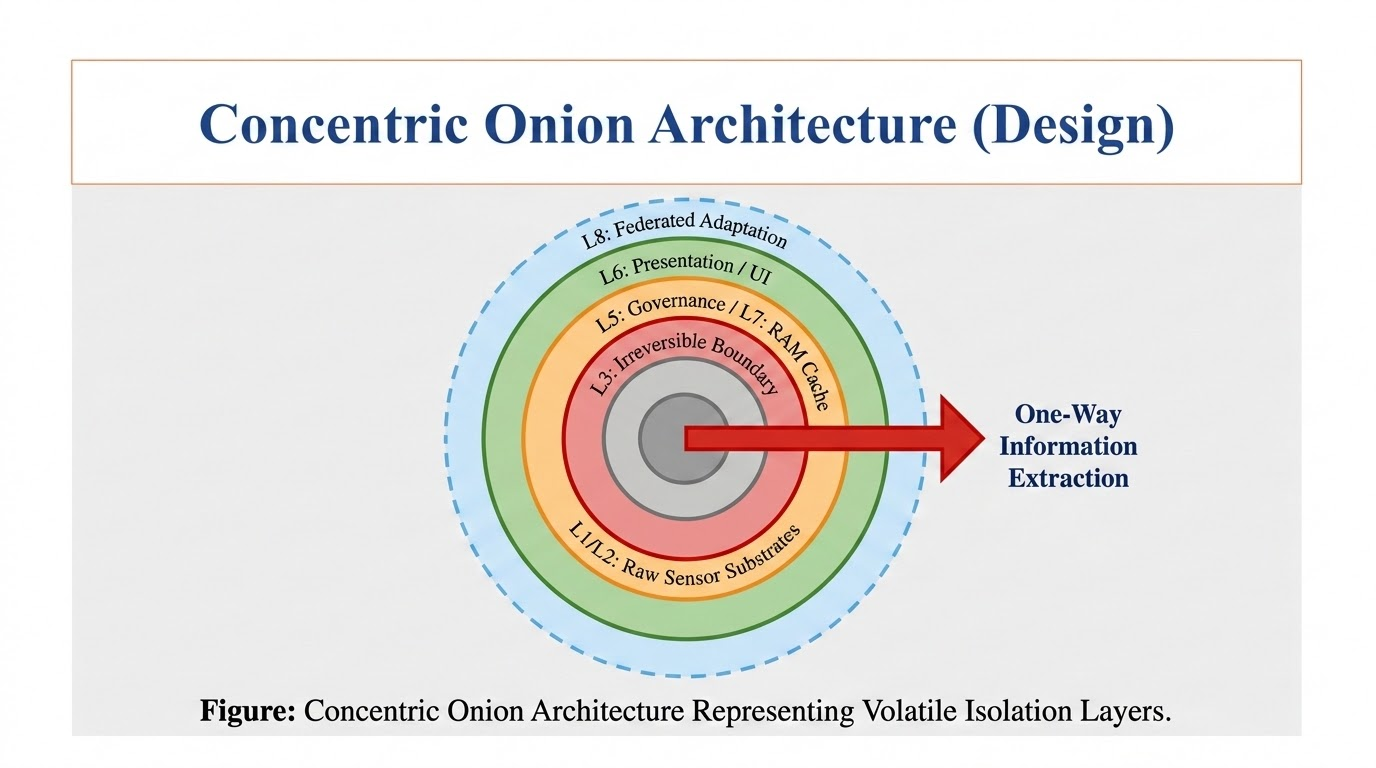 Concentric Onion Architecture (Design)
L8: Federated Adaptation
L6: Presentation / UI
L5: Governance / L7: RAM Cache
L3: Irreversible Boundary
L1/L2: Raw Sensor Substrates
One-Way
Information
Extraction
Figure: Concentric Onion Architecture Representing Volatile Isolation Layers.